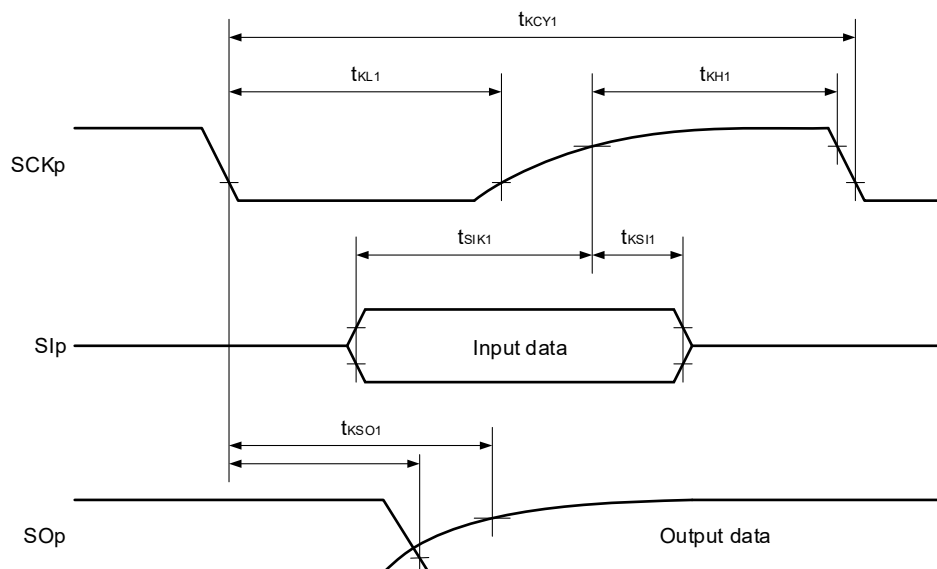 tKCY1
tKL1
tKH1
SCKp
tSIK1
tKSI1
SIp
Input data
tKSO1
SOp
Output data